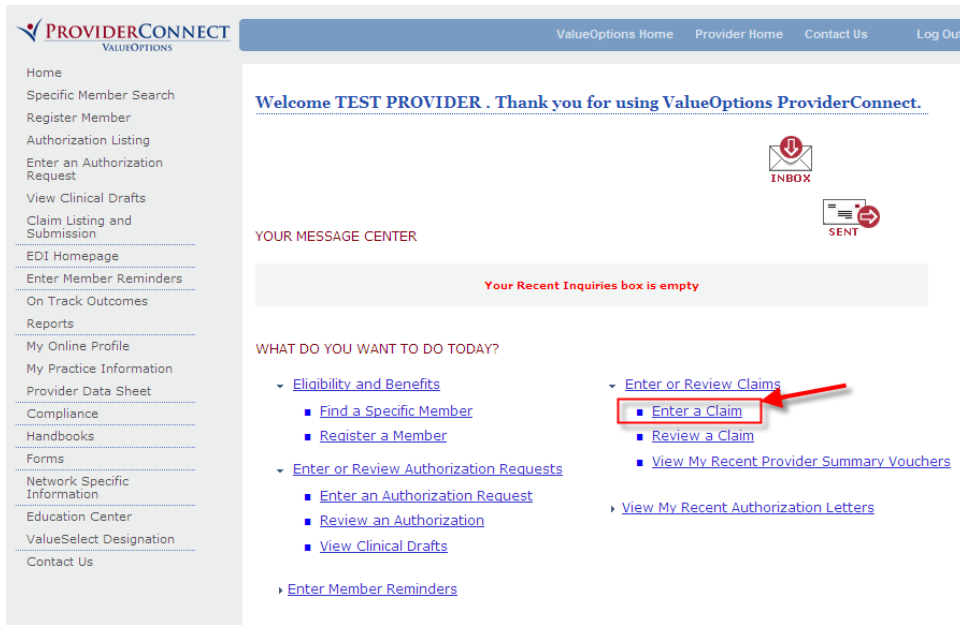 PROVIDERCONNECT
VALUEOPTIONS
ValueOptions Home Provider Home Contact Us Log Out
Home
Specific Member Search
Register Member
Authorization Listing
Enter an Authorization
Request
View Clinical Drafts
Claim Listing and
Submission
EDI Homepage
Enter Member Reminders
On Track Outcomes
Reports
My Online Profile
My Practice Information
Provider Data Sheet
Compliance
Handbooks
Forms
Network Specific
Information
Education Center
ValueSelect Designation
Contact Us
Welcome TEST PROVIDER . Thank you for using ValueOptions ProviderConnect.
INBOX
SENT
YOUR MESSAGE CENTER
Your Recent Inquiries box is empty
WHAT DO YOU WANT TO DO TODAY?
Eligibility and Benefits
Find a Specific Member
Register a Member
Enter or Review Authorization Requests
Enter an Authorization Request
Review an Authorization
View Clinical Drafts
Enter Member Reminders
Enter or Review Claims
Enter a Claim
Review a Claim
View My Recent Provider Summary Vouchers
View My Recent Authorization Letters